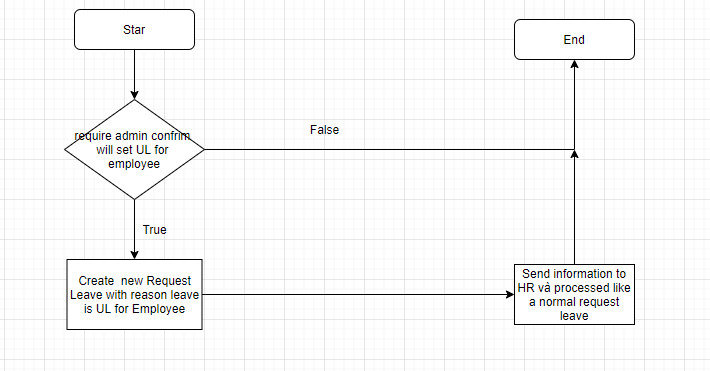 Star
End
require admin confrim
will set UL for
employee
False
True
Create new Request
Leave with reason leave
is UL for Employee
Send information to
HR và processed like
a normal request
leave